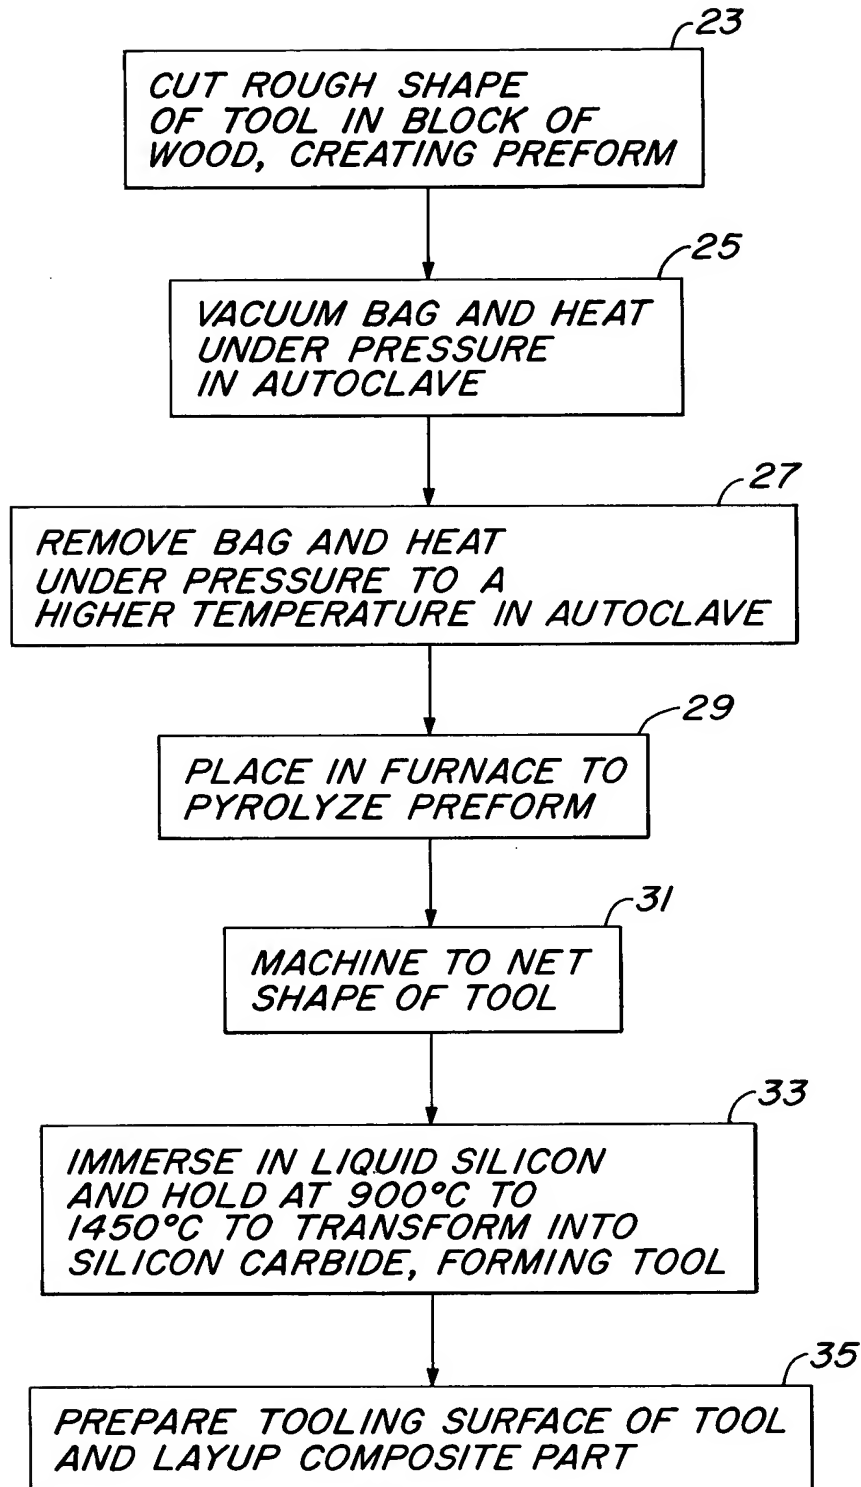 23
CUT ROUGH SHAPE
OF TOOL IN BLOCK OF
WOOD, CREATING PREFORM
25
VACUUM BAG AND HEAT
UNDER PRESSURE
IN AUTOCLAVE
27
REMOVE BAG AND HEAT
UNDER PRESSURE TO A
HIGHER TEMPERATURE IN AUTOCLAVE
29
PLACE IN FURNACE TO
PYROLYZE PREFORM
31
MACHINE TO NET
SHAPE OF TOOL
33
IMMERSE IN LIQUID SILICON
AND HOLD AT 900°C TO
1450°C TO TRANSFORM INTO
SILICON CARBIDE, FORMING TOOL
35
PREPARE TOOLING SURFACE OF TOOL
AND LAYUP COMPOSITE PART